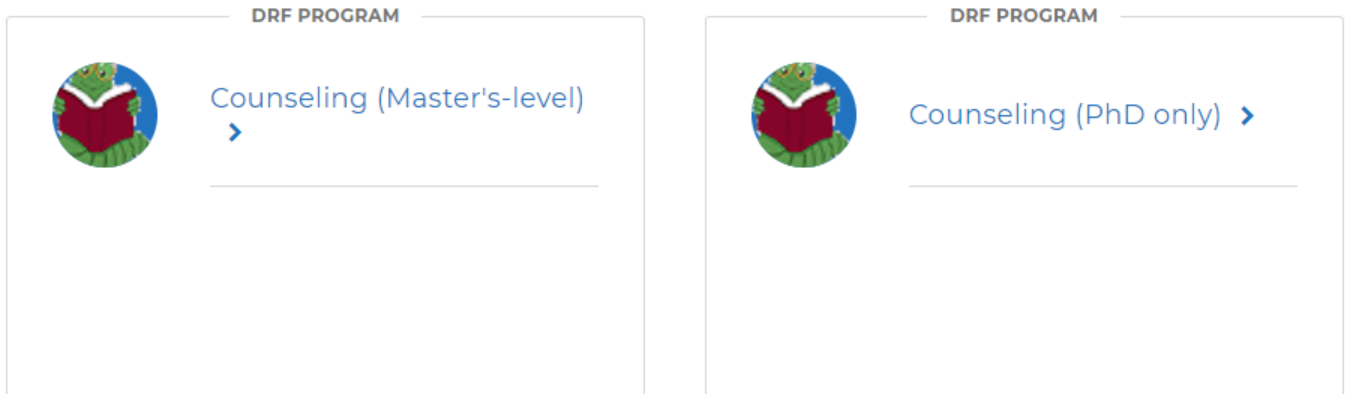 DRF PROGRAM
Counseling (Master's-level)
DRF PROGRAM
Counseling (PhD only)